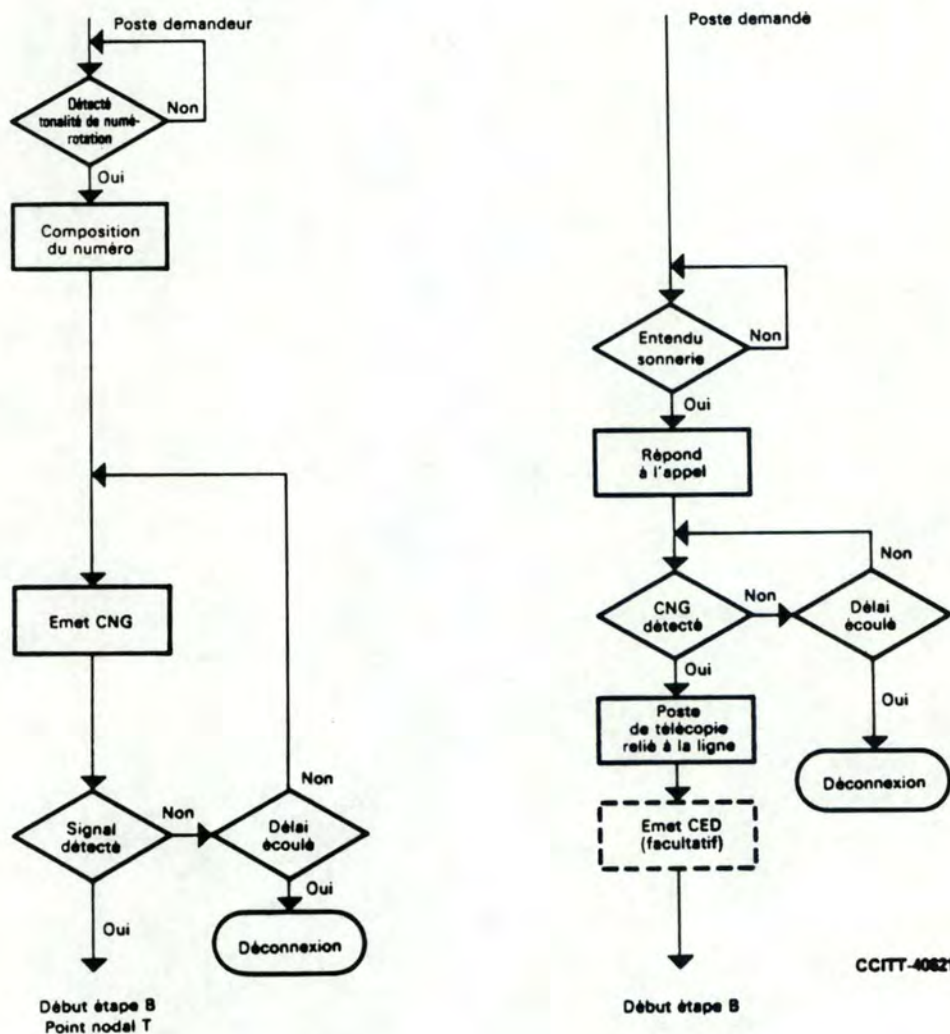 Poste demandeur
Détecté
tonalité de numé-
rotation
Non
Oui
Composition
du numéro
Emet CNG
Signal
détecté
Non
Délai
écoulé
Non
Oui
Déconnexion
Oui
Début étape B
Point nodal T
Poste demandé
Entendu
sonnerie
Non
Oui
Répond
à l'appel
CNG
détecté
Non
Délai
écoulé
Non
Oui
Déconnexion
Oui
Poste
de télécopie
relié à la ligne
Emet CED
(facultatif)
Début étape B